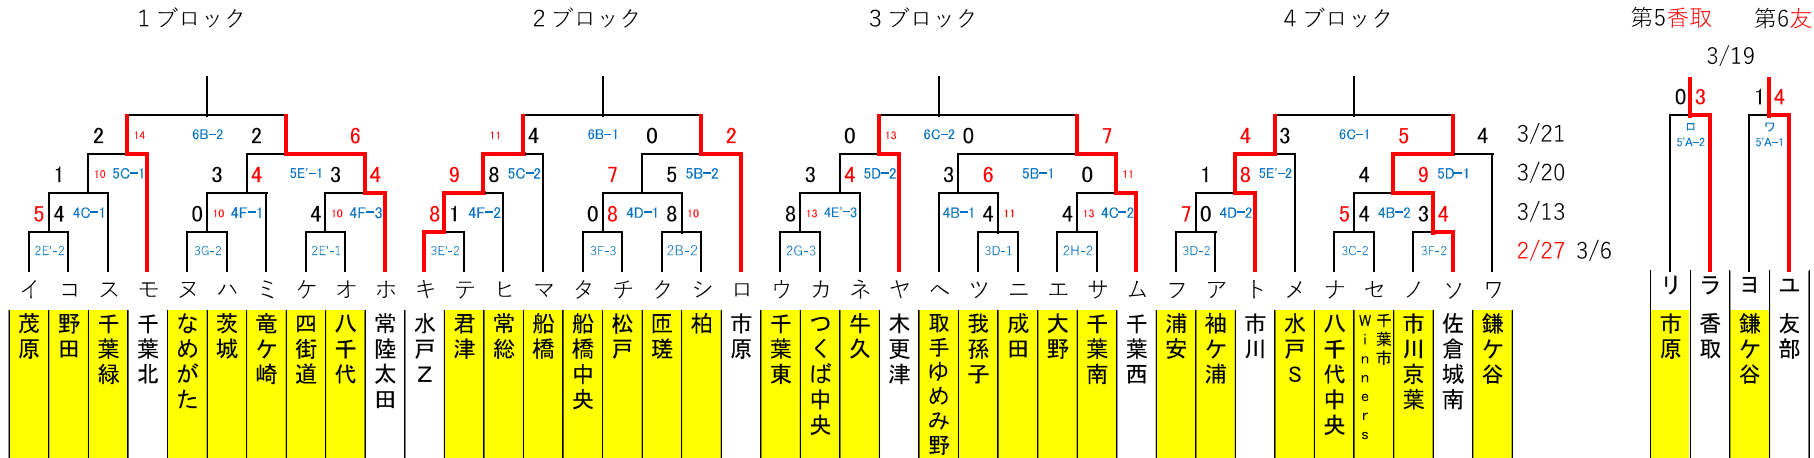 1ブロック 2ブロック 3ブロック 4ブロック 第5香取 第6友
3/19
0 3 1 4
2 14 6B-2 2 6 11 4 6B-1 0 2 0 13 6C-2 0 7 4 3 6C-1 5 4 3/21 ロ 5'A-2 ワ 5'A-1
1 10 5C-1 3 4 5E'-1 3 4 9 8 5C-2 7 5 5B-2 3 4 5D-2 3 6 5B-1 0 11 1 8 5E'-2 4 9 5D-1 3/20
5 4 4C-1 0 10 4F-1 4 10 4F-3 8 1 4F-2 0 8 4D-1 8 10 8 13 4E'-3 4B-1 4 11 4 13 4C-2 7 0 4D-2 5 4 4B-2 3 4 3/13
2E'-2 3G-2 2E'-1 3E'-2 3F-3 2B-2 2G-3 3D-1 2H-2 3D-2 3C-2 3F-2 2/27 3/6
イ コ ス モ ヌ ハ ミ ケ オ ホ キ テ ヒ マ タ チ ク シ ロ ウ カ ネ ヤ ヘ ツ ニ エ サ ム フ ア ト メ ナ セ ノ ソ ワ リ ラ ヨ ユ
茂原
野田
千葉緑
千葉北
なめがた
茨城
竜ケ崎
四街道
八千代
常陸太田
水戸Z
君津
常総
船橋
船橋中央
松戸
匝瑳
柏
市原
千葉東
つくば中央
牛久
木更津
取手ゆめみ野
我孫子
成田
大野
千葉南
千葉西
浦安
袖ケ浦
市川
水戸S
八千代中央
千葉市
Winners
市川京葉
佐倉城南
鎌ケ谷
市原
香取
鎌ケ谷
友部